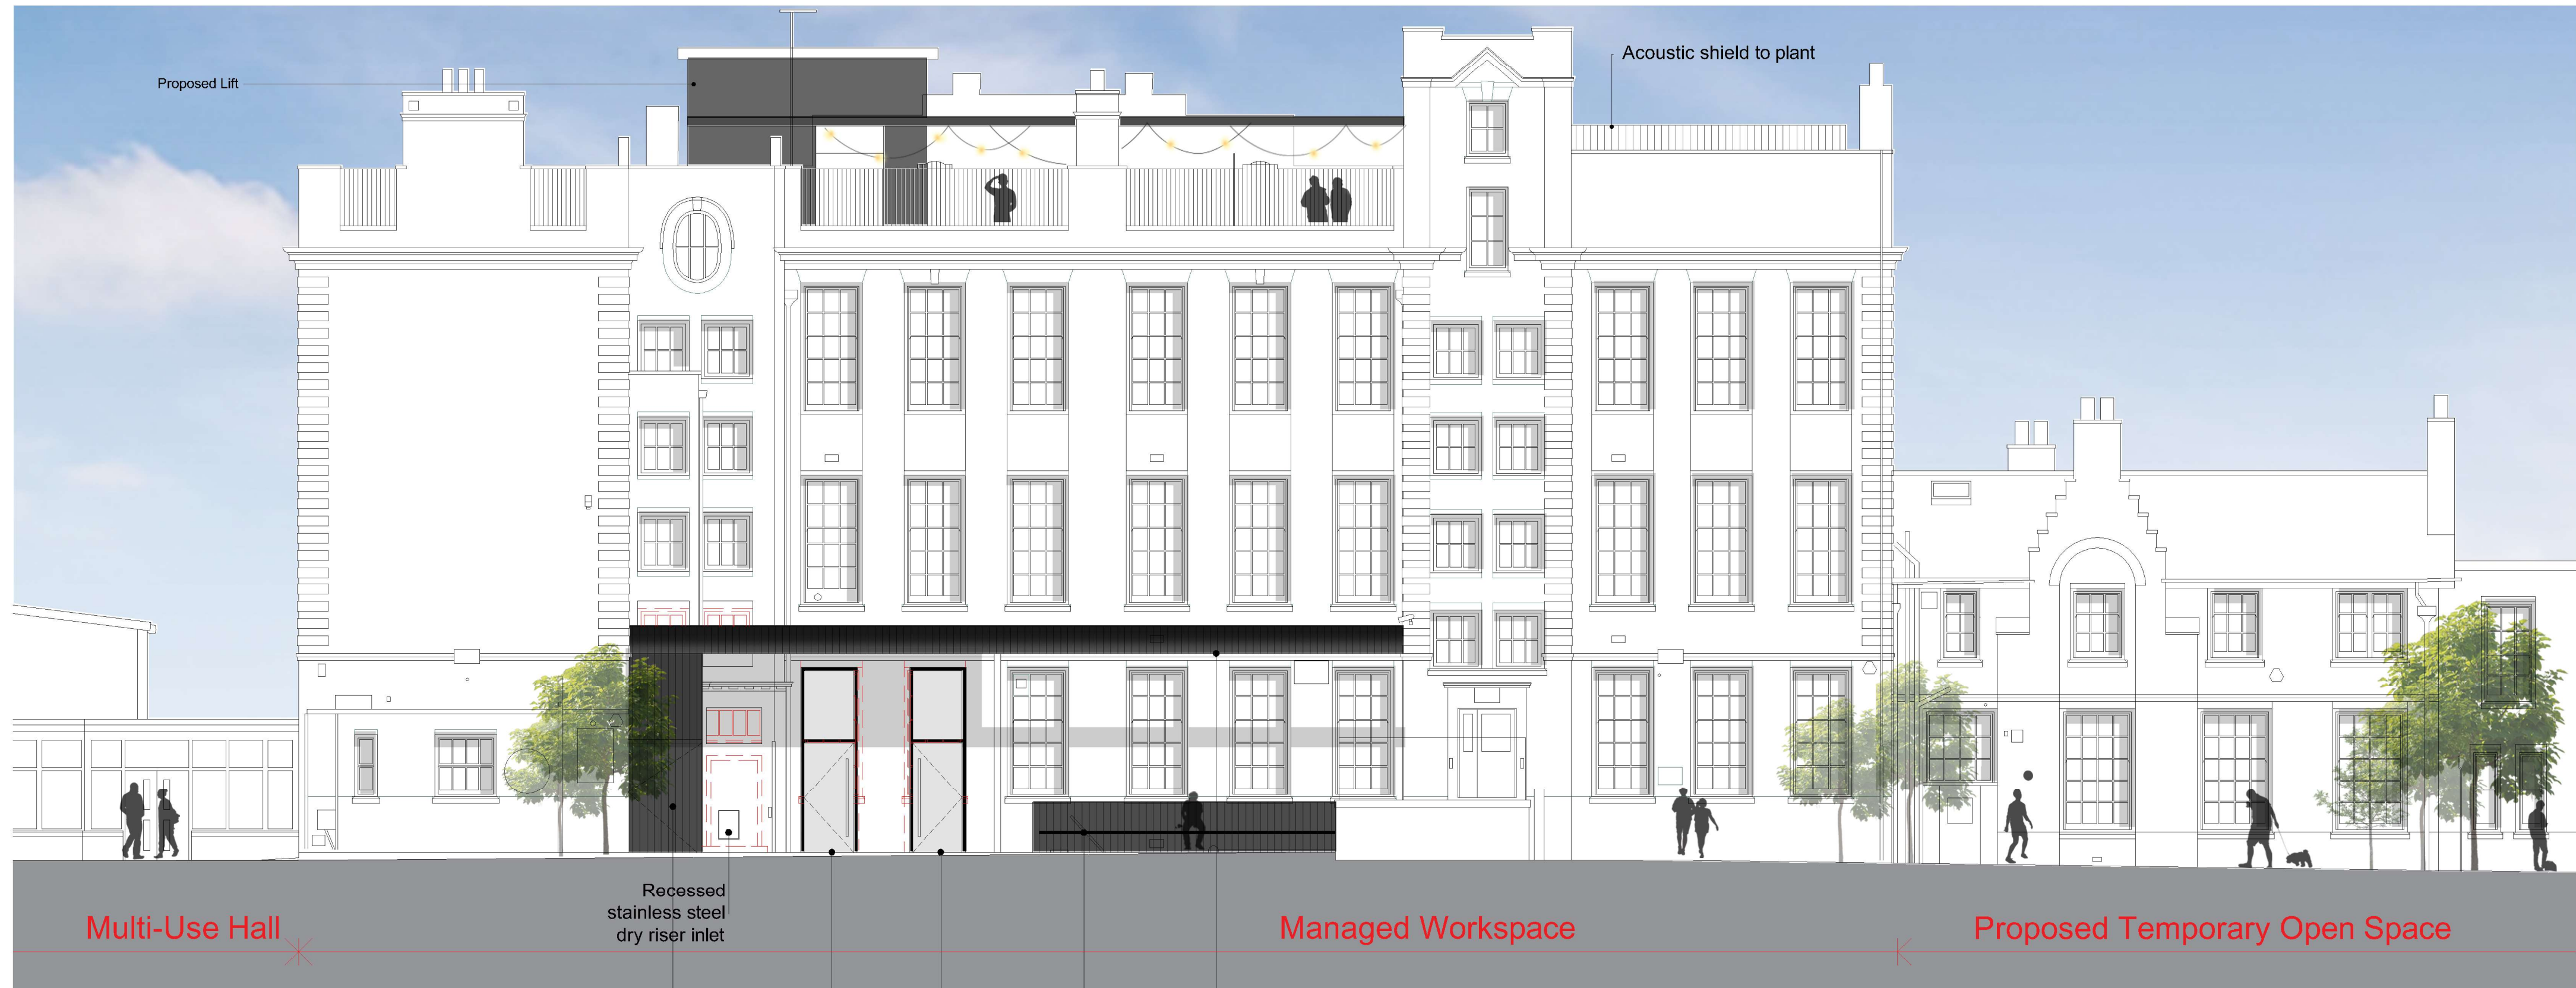 Proposed Lift
Acoustic shield to plant
Recessed
stainless steel
dry riser inlet
Multi-Use Hall
Managed Workspace
Proposed Temporary Open Space